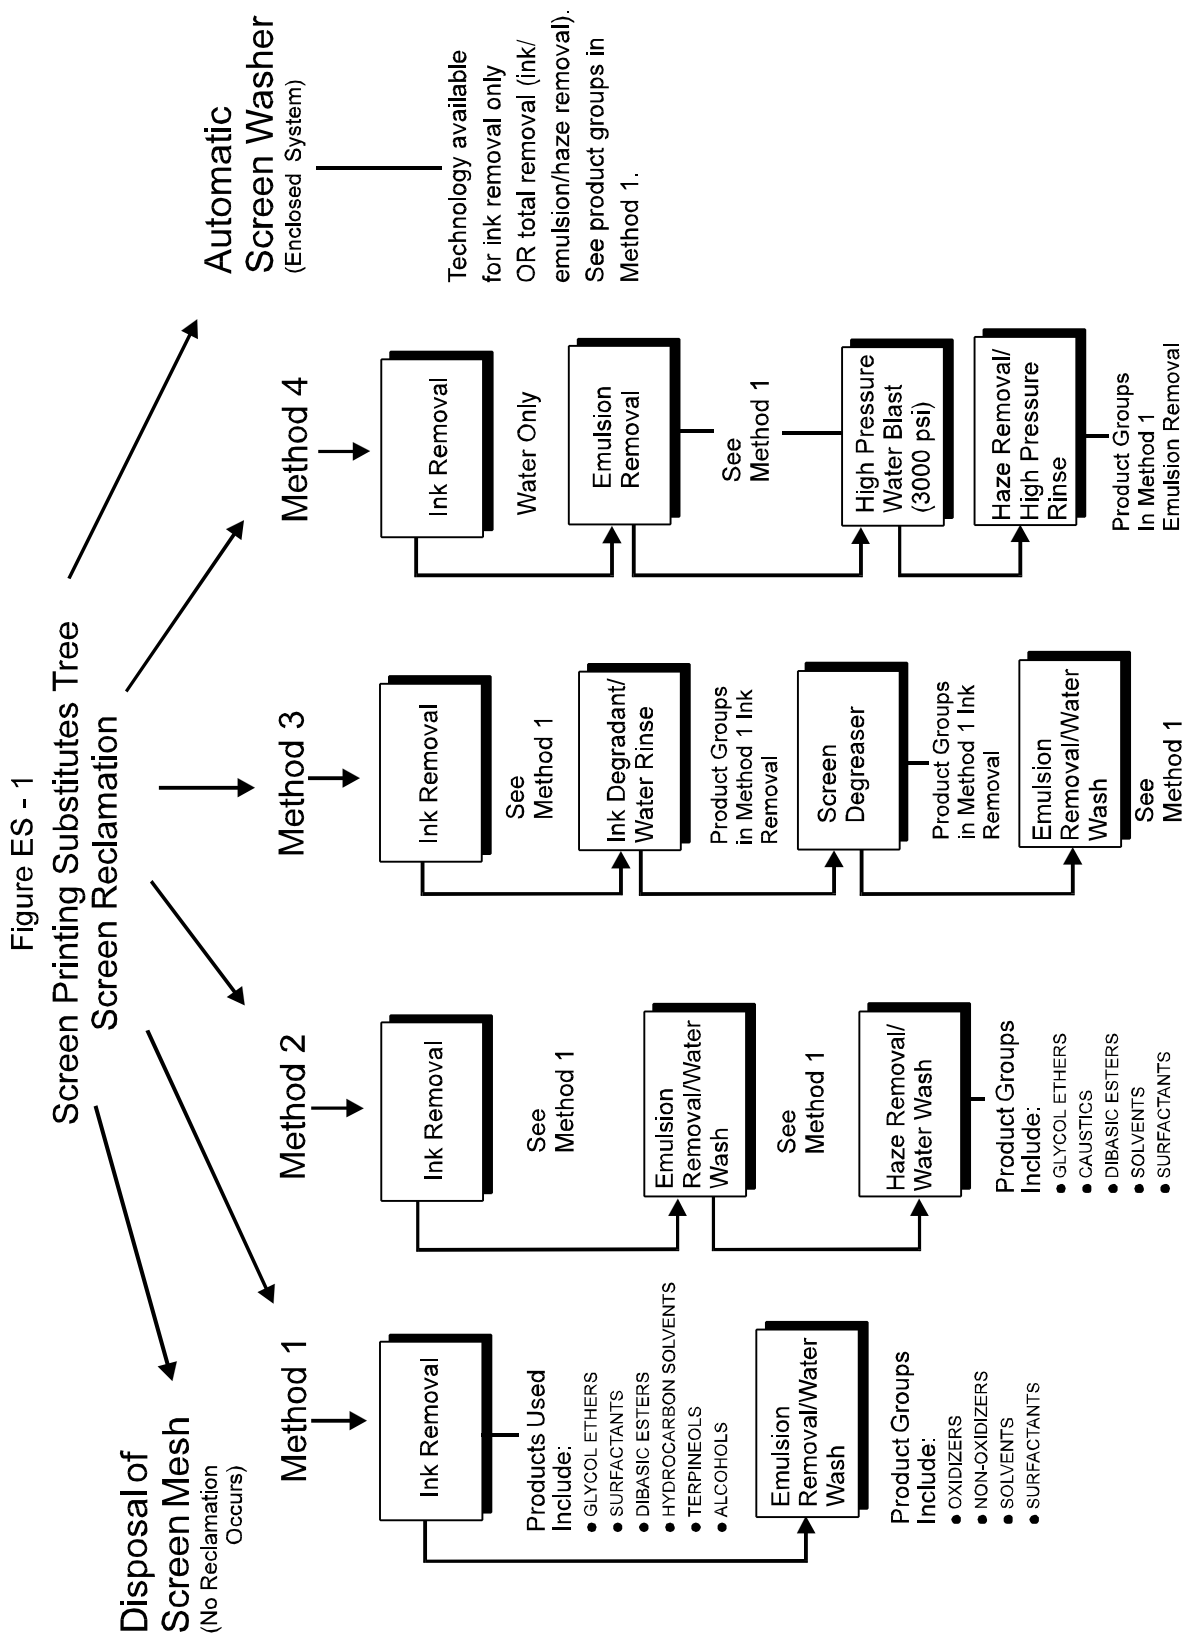 Figure ES - 1
Screen Printing Substitutes Tree
Screen Reclamation
Disposal of
Screen Mesh
(No Reclamation
Occurs)
Method 1
Ink Removal
Products Used
Include:
● GLYCOL ETHERS
● SURFACTANTS
● DIBASIC ESTERS
● HYDROCARBON SOLVENTS
● TERPINEOLS
● ALCOHOLS
Emulsion
Removal/Water
Wash
Product Groups
Include:
● OXIDIZERS
● NON-OXIDIZERS
● SOLVENTS
● SURFACTANTS
Method 2
Ink Removal
See
Method 1
Emulsion
Removal/Water
Wash
See
Method 1
Haze Removal/
Water Wash
Product Groups
Include:
● GLYCOL ETHERS
● CAUSTICS
● DIBASIC ESTERS
● SOLVENTS
● SURFACTANTS
Method 3
Ink Removal
See
Method 1
Ink Degradant/
Water Rinse
Product Groups
in Method 1 Ink
Removal
Screen
Degreaser
Product Groups
in Method 1 Ink
Removal
Emulsion
Removal/Water
Wash
See
Method 1
Method 4
Ink Removal
Water Only
Emulsion
Removal
See
Method 1
High Pressure
Water Blast
(3000 psi)
Haze Removal/
High Pressure
Rinse
Product Groups
In Method 1
Emulsion Removal
Automatic
Screen Washer
(Enclosed System)
Technology available
for ink removal only
OR total removal (ink/
emulsion/haze removal).
See product groups in
Method 1.